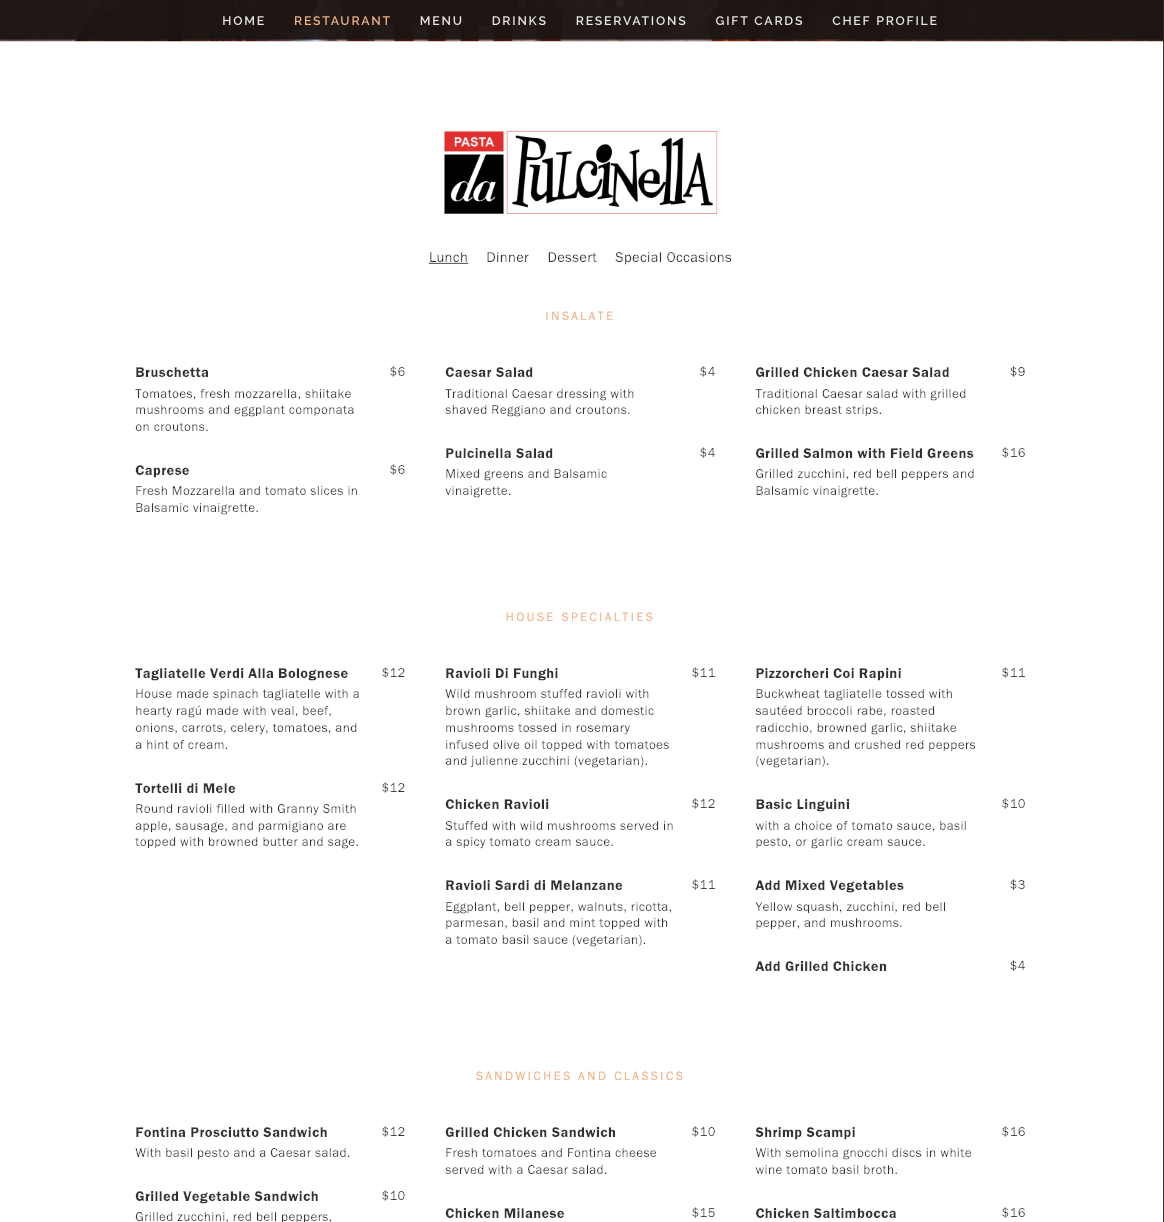 HOME RESTAURANT MENU DRINKS RESERVATIONS GIFT CARDS CHEF PROFILE
PASTA
da Pulcinella
Lunch Dinner Dessert Special Occasions
INSALATE
Bruschetta $6
Tomatoes, fresh mozzarella, shiitake
mushrooms and eggplant componata
on croutons.
Caprese $6
Fresh Mozzarella and tomato slices in
Balsamic vinaigrette.
Caesar Salad $4
Traditional Caesar dressing with
shaved Reggiano and croutons.
Pulcinella Salad $4
Mixed greens and Balsamic
vinaigrette.
Grilled Chicken Caesar Salad $9
Traditional Caesar salad with grilled
chicken breast strips.
Grilled Salmon with Field Greens $16
Grilled zucchini, red bell peppers and
Balsamic vinaigrette.
HOUSE SPECIALTIES
Tagliatelle Verdi Alla Bolognese $12
House made spinach tagliatelle with a
hearty ragú made with veal, beef,
onions, carrots, celery, tomatoes, and
a hint of cream.
Tortelli di Mele $12
Round ravioli filled with Granny Smith
apple, sausage, and parmigiano are
topped with browned butter and sage.
Ravioli Di Funghi $11
Wild mushroom stuffed ravioli with
brown garlic, shiitake and domestic
mushrooms tossed in rosemary
infused olive oil topped with tomatoes
and julienne zucchini (vegetarian).
Chicken Ravioli $12
Stuffed with wild mushrooms served in
a spicy tomato cream sauce.
Ravioli Sardi di Melanzane $11
Eggplant, bell pepper, walnuts, ricotta,
parmesan, basil and mint topped with
a tomato basil sauce (vegetarian).
Pizzorcheri Coi Rapini $11
Buckwheat tagliatelle tossed with
sautéed broccoli rabe, roasted
radicchio, browned garlic, shiitake
mushrooms and crushed red peppers
(vegetarian).
Basic Linguini $10
with a choice of tomato sauce, basil
pesto, or garlic cream sauce.
Add Mixed Vegetables $3
Yellow squash, zucchini, red bell
pepper, and mushrooms.
Add Grilled Chicken $4
SANDWICHES AND CLASSICS
Fontina Prosciutto Sandwich $12
With basil pesto and a Caesar salad.
Grilled Vegetable Sandwich $10
Grilled zucchini, red bell peppers,
Grilled Chicken Sandwich $10
Fresh tomatoes and Fontina cheese
served with a Caesar salad.
Chicken Milanese $15
Shrimp Scampi $16
With semolina gnocchi discs in white
wine tomato basil broth.
Chicken Saltimbocca $16